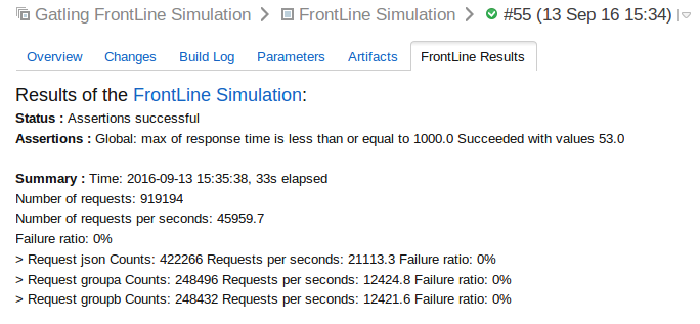 Gatling FrontLine Simulation > FrontLine Simulation > #55 (13 Sep 16 15:34) |
Overview Changes Build Log Parameters Artifacts FrontLine Results
Results of the FrontLine Simulation:
Status : Assertions successful
Assertions : Global: max of response time is less than or equal to 1000.0 Succeeded with values 53.0
Summary : Time: 2016-09-13 15:35:38, 33s elapsed
Number of requests: 919194
Number of requests per seconds: 45959.7
Failure ratio: 0%
> Request json Counts: 422266 Requests per seconds: 21113.3 Failure ratio: 0%
> Request groupa Counts: 248496 Requests per seconds: 12424.8 Failure ratio: 0%
> Request groupb Counts: 248432 Requests per seconds: 12421.6 Failure ratio: 0%